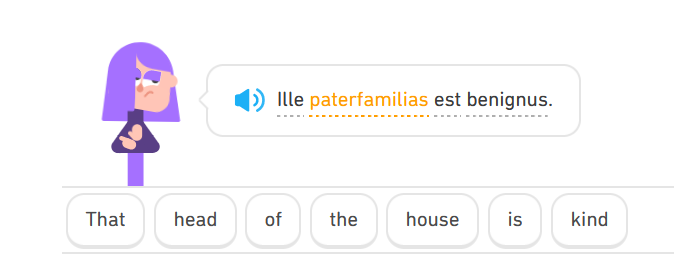 Ille paterfamilias est benignus.
That head of the house is kind